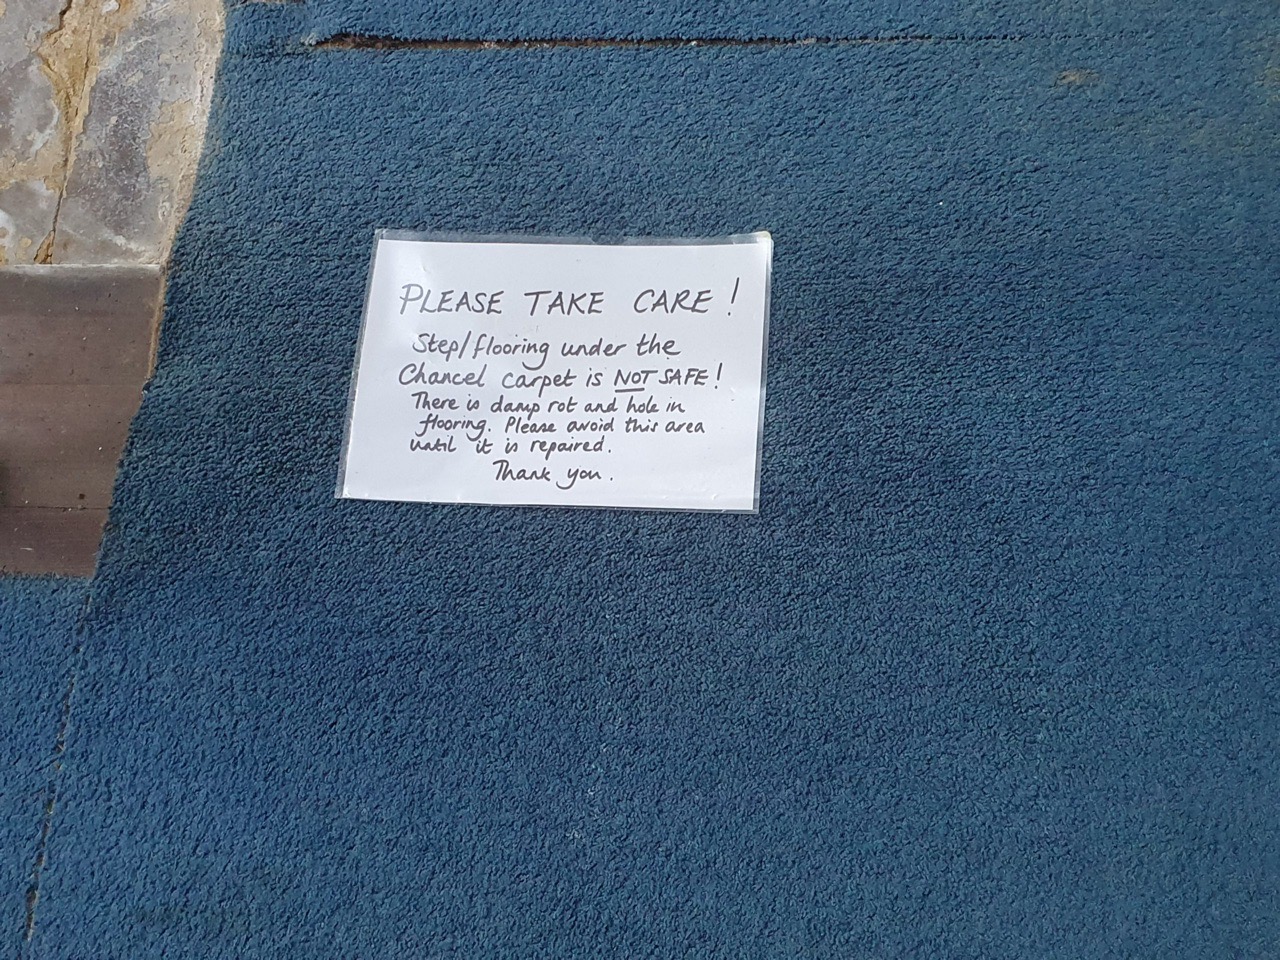 PLEASE TAKE CARE!
Step/flooring under the
Chancel carpet is NOT SAFE!
There is damp rot and hole in
flooring. Please avoid this area
until it is repaired.
Thank you.